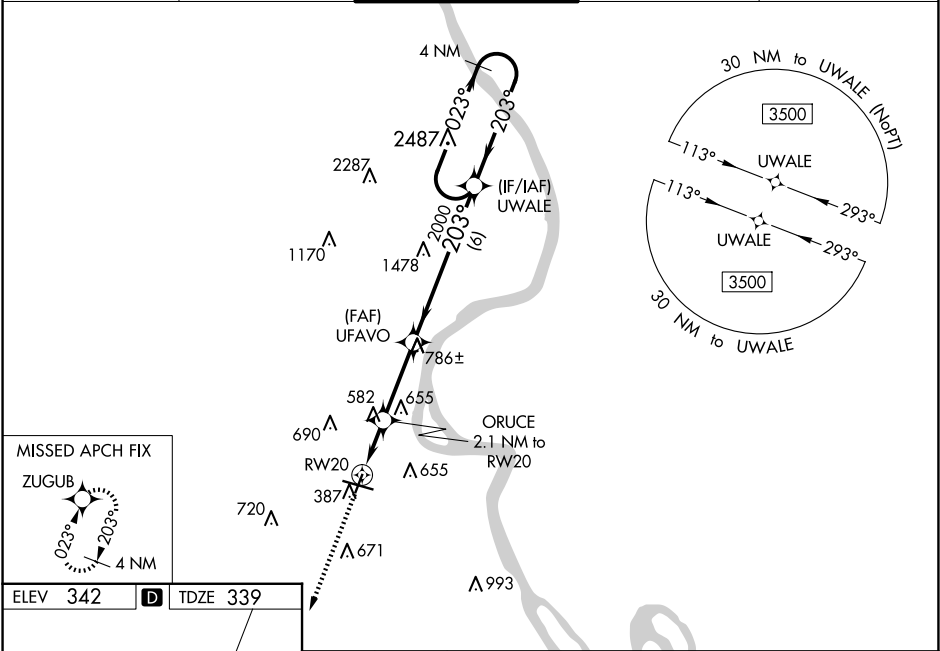 4 NM
023°
203°
2487
2287
(IF/IAF)
UWALE
2000
203°
(6)
1170
1478
(FAF)
UFAVO
786±
582
655
690
ORUCE
2.1 NM to
RW20
RW20
655
387
720
671
993
30 NM to UWALE (NoPT)
3500
113°
UWALE
293°
113°
UWALE
293°
3500
30 NM to UWALE
MISSED APCH FIX
ZUGUB
023°
203°
4 NM
ELEV 342 D TDZE 339